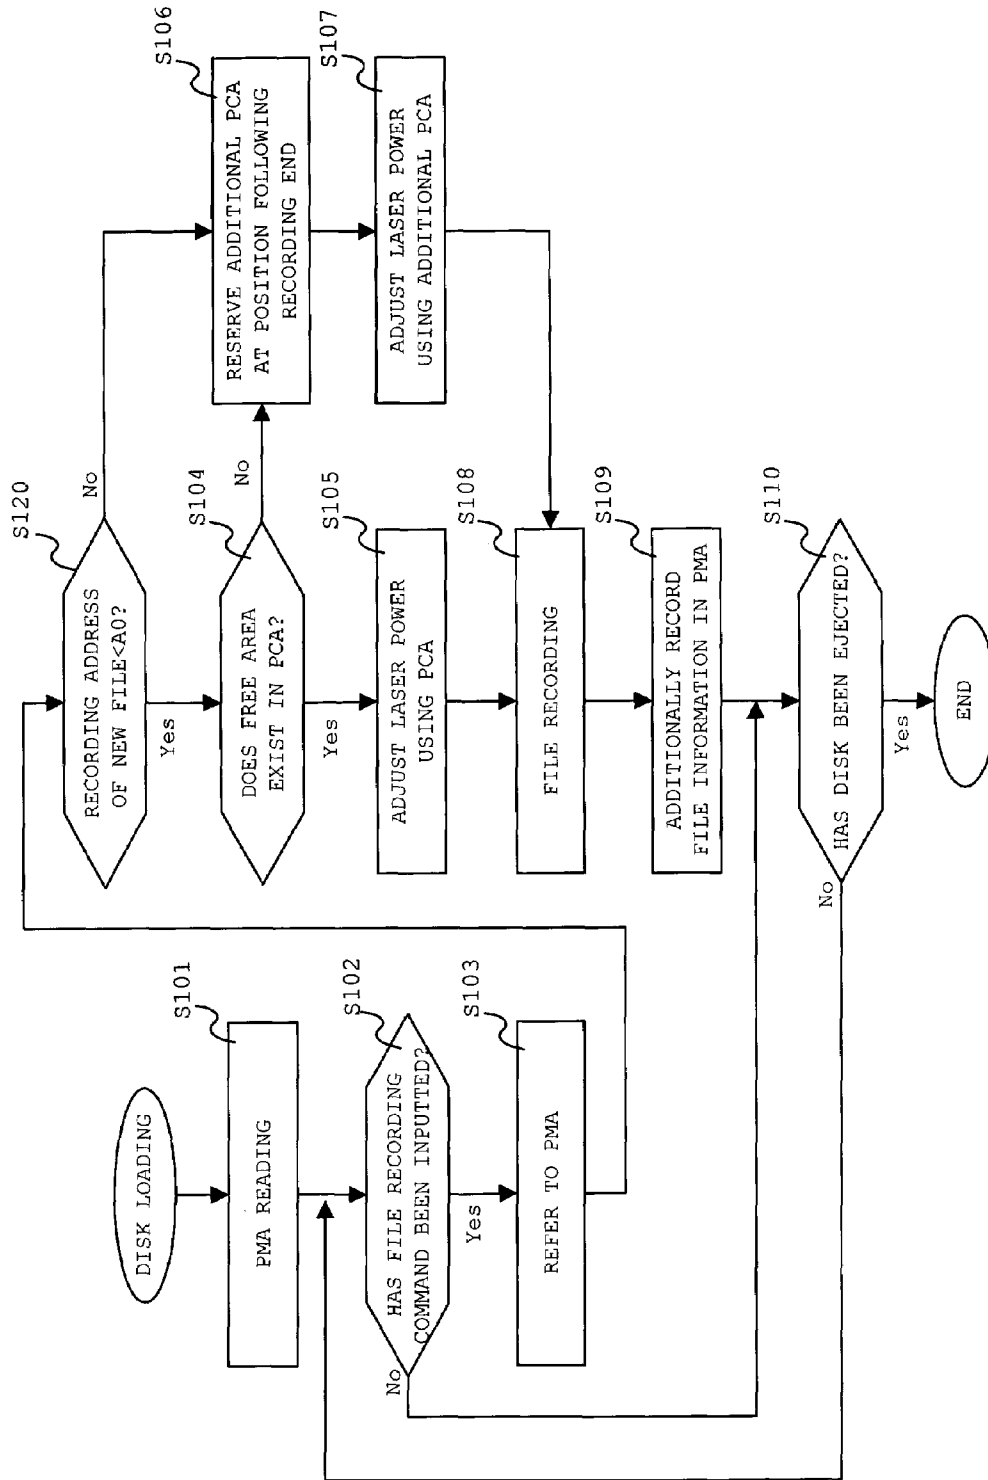 DISK LOADING
S101
PMA READING
S102
HAS FILE RECORDING
COMMAND BEEN INPUTTED?
No
Yes
S103
REFER TO PMA
S120
RECORDING ADDRESS
OF NEW FILE<A0?
No
Yes
S104
DOES FREE AREA
EXIST IN PCA?
No
Yes
S105
ADJUST LASER POWER
USING PCA
S106
RESERVE ADDITIONAL PCA
AT POSITION FOLLOWING
RECORDING END
S107
ADJUST LASER POWER
USING ADDITIONAL PCA
S108
FILE RECORDING
S109
ADDITIONALLY RECORD
FILE INFORMATION IN PMA
S110
HAS DISK BEEN EJECTED?
No
Yes
END